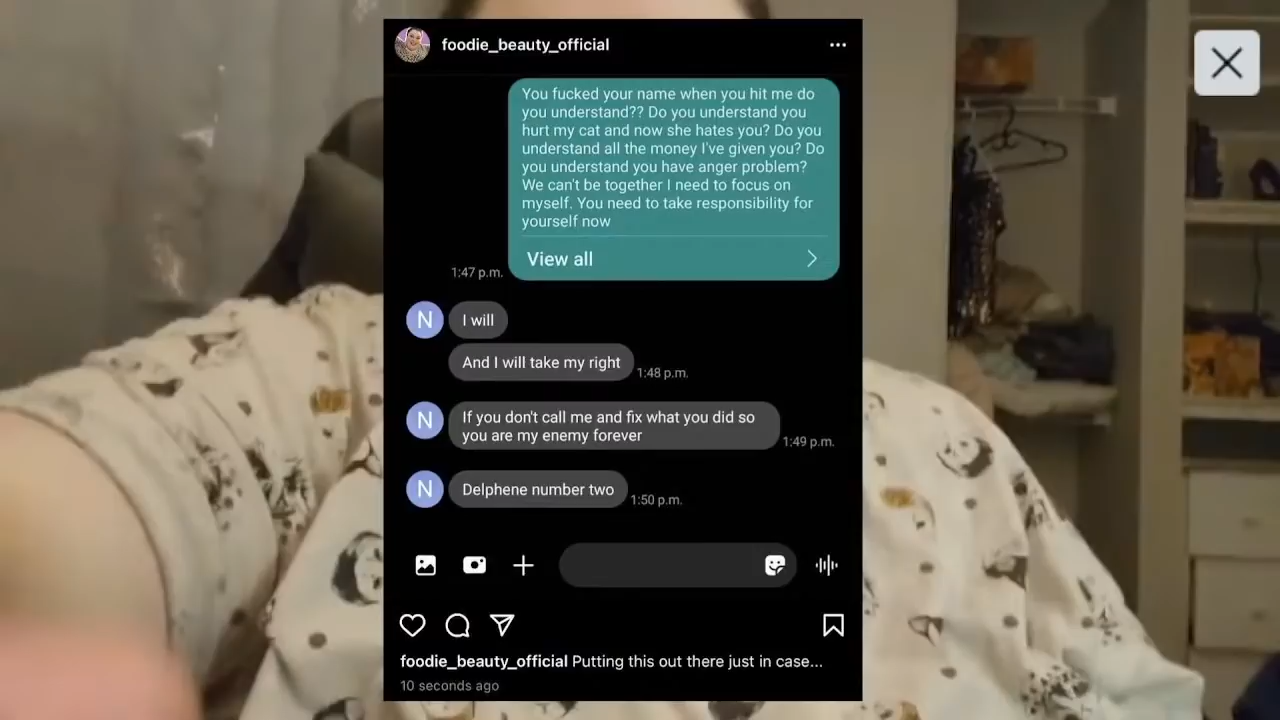 foodie_beauty_official
You fucked your name when you hit me do
you understand?? Do you understand you
hurt my cat and now she hates you? Do you
understand all the money I've given you? Do
you understand you have anger problem?
We can't be together I need to focus on
myself. You need to take responsibility for
yourself now
View all
1:47 p.m.
N
I will
And I will take my right
1:48 p.m.
N
If you don't call me and fix what you did so
you are my enemy forever
1:49 p.m.
N
Delphene number two
1:50 p.m.
foodie_beauty_official Putting this out there just in case...
10 seconds ago